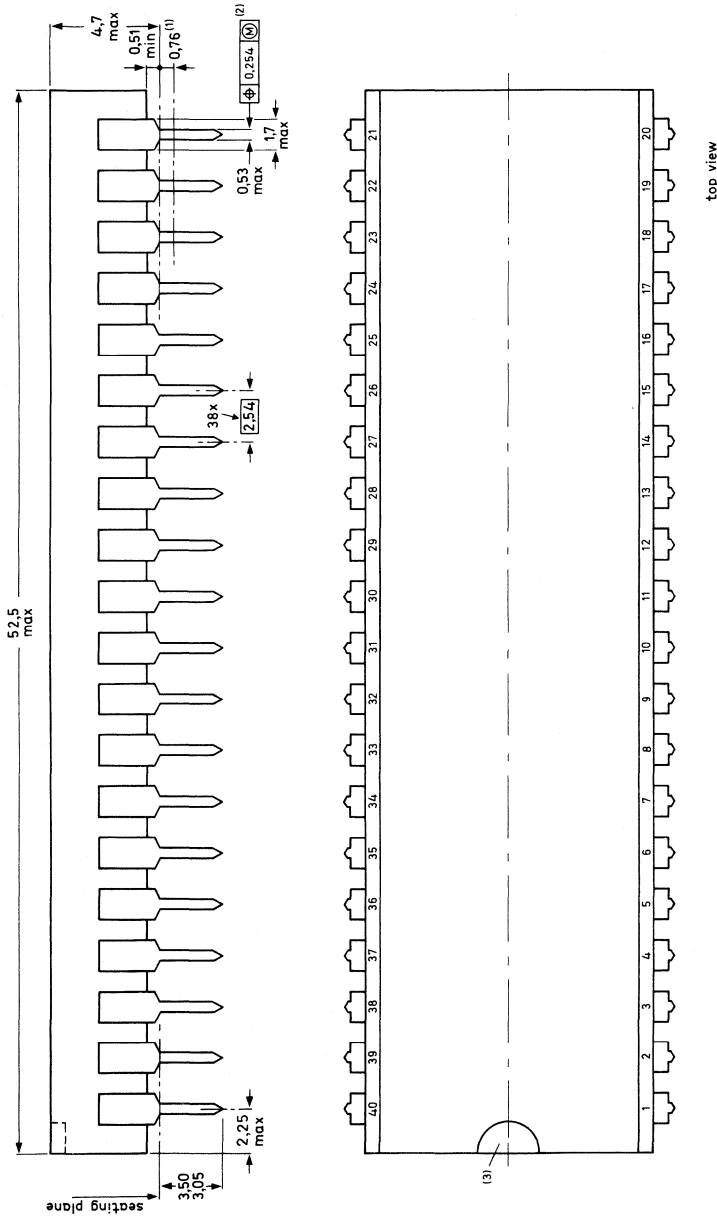 52,5
max
4,7
max
0,51
min
0,76 (1)
⌖ 0,254 Ⓜ (2)
1,7
max
0,53
max
38x
2,54
2,25
max
3,50
3,05
seating plane
40 39 38 37 36 35 34 33 32 31 30 29 28 27 26 25 24 23 22 21
(3)
1 2 3 4 5 6 7 8 9 10 11 12 13 14 15 16 17 18 19 20
top view